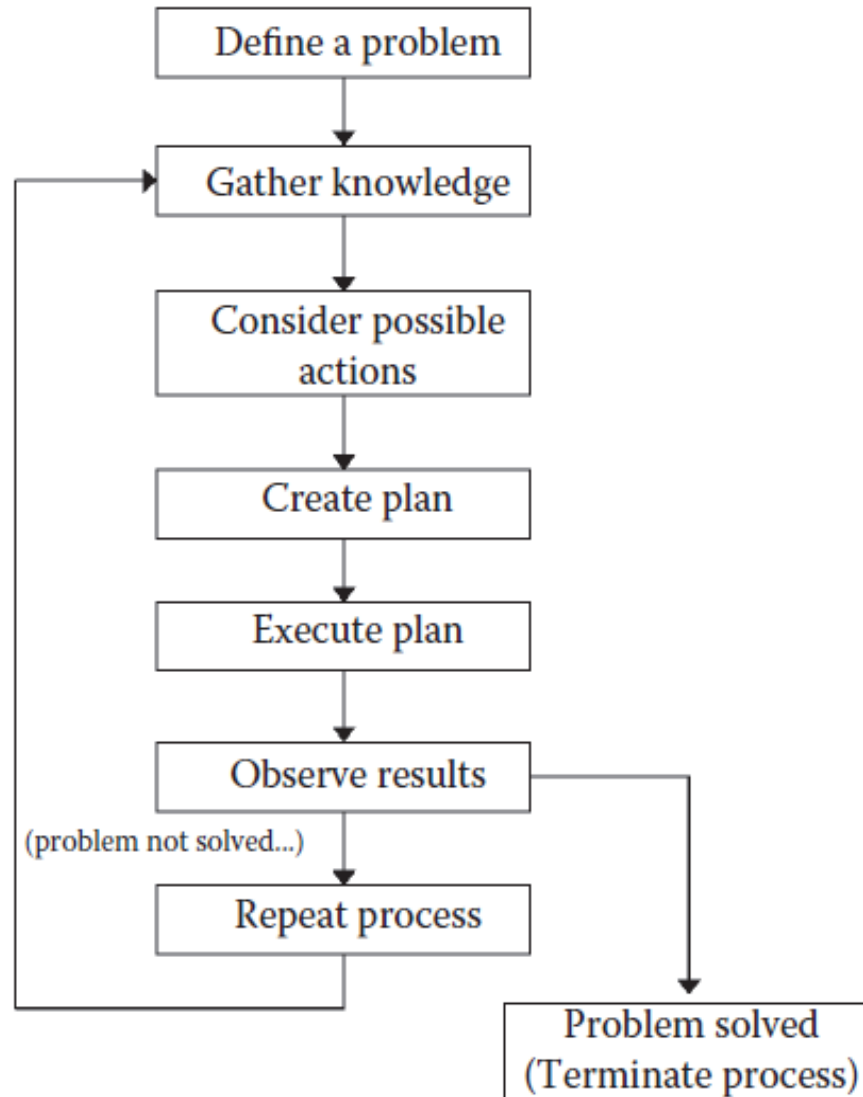 Define a problem
Gather knowledge
Consider possible
actions
Create plan
Execute plan
Observe results
(problem not solved...)
Repeat process
Problem solved
(Terminate process)